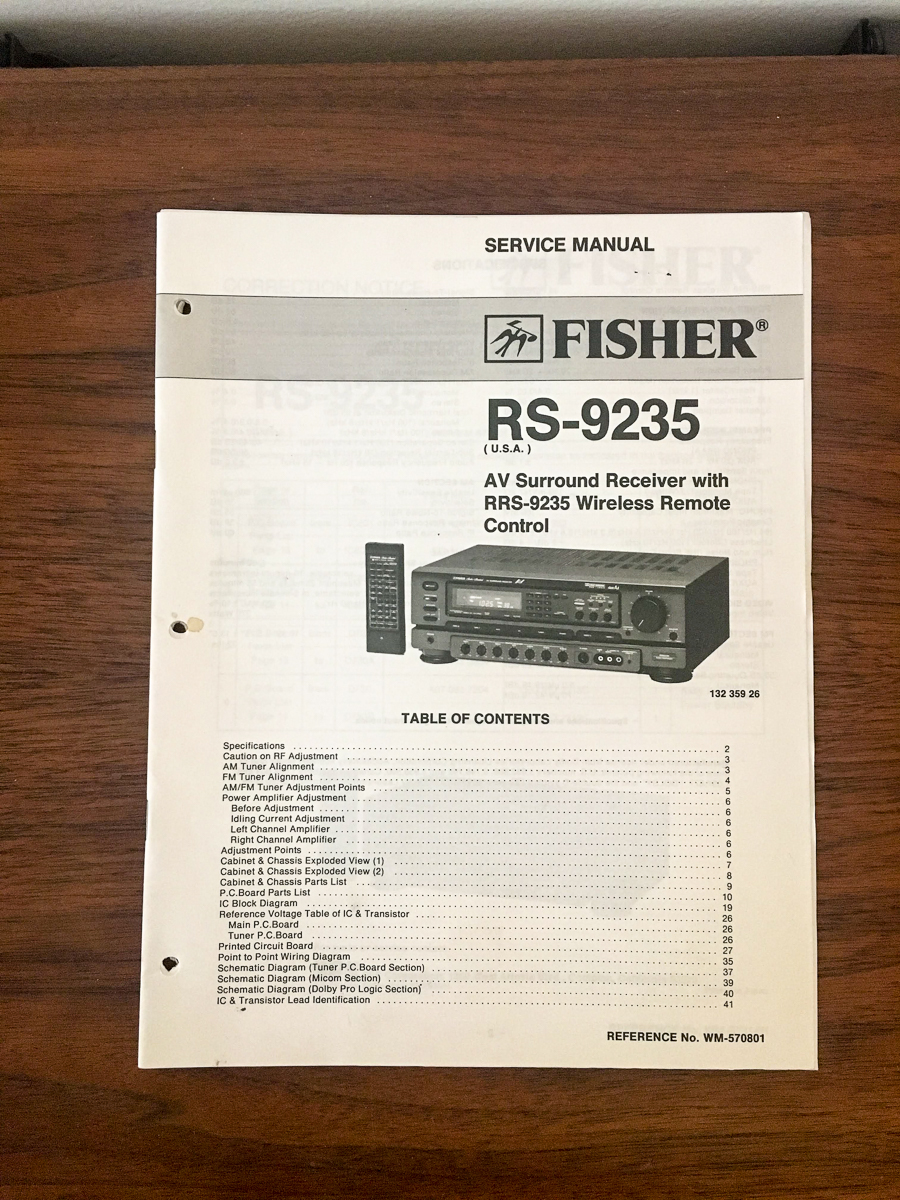 SERVICE MANUAL
FISHER®
RS-9235
( U.S.A. )
AV Surround Receiver with
RRS-9235 Wireless Remote
Control
132 359 26
TABLE OF CONTENTS
Specifications 2
Caution on RF Adjustment 3
AM Tuner Alignment 3
FM Tuner Alignment 4
AM/FM Tuner Adjustment Points 5
Power Amplifier Adjustment 6
Before Adjustment 6
Idling Current Adjustment 6
Left Channel Amplifier 6
Right Channel Amplifier 6
Adjustment Points 6
Cabinet & Chassis Exploded View (1) 7
Cabinet & Chassis Exploded View (2) 8
Cabinet & Chassis Parts List 9
P.C.Board Parts List 10
IC Block Diagram 19
Reference Voltage Table of IC & Transistor 26
Main P.C.Board 26
Tuner P.C.Board 26
Printed Circuit Board 27
Point to Point Wiring Diagram 35
Schematic Diagram (Tuner P.C.Board Section) 37
Schematic Diagram (Micom Section) 39
Schematic Diagram (Dolby Pro Logic Section) 40
IC & Transistor Lead Identification 41
REFERENCE No. WM-570801